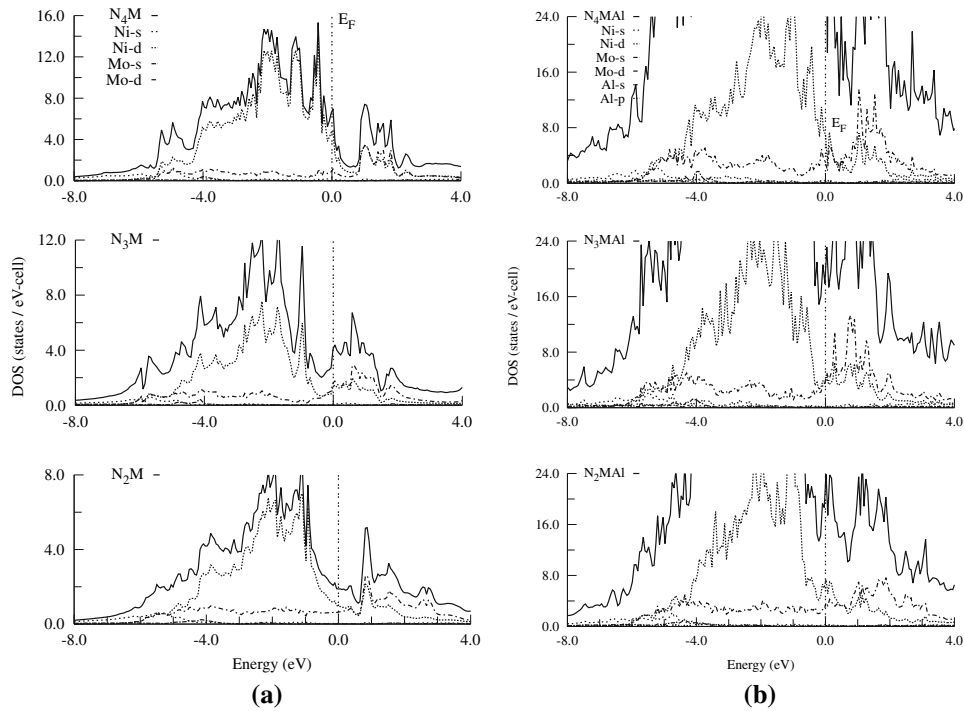 N4M
Ni-s
Ni-d
Mo-s
Mo-d
EF
16.0
12.0
8.0
4.0
0.0
-8.0 -4.0 0.0 4.0
N3M
12.0
8.0
4.0
0.0
-8.0 -4.0 0.0 4.0
DOS (states / eV-cell)
N2M
8.0
4.0
0.0
-8.0 -4.0 0.0 4.0
Energy (eV)
(a)
N4MAl
Ni-s
Ni-d
Mo-s
Mo-d
Al-s
Al-p
EF
24.0
16.0
8.0
0.0
-8.0 -4.0 0.0 4.0
N3MAl
24.0
16.0
8.0
0.0
-8.0 -4.0 0.0 4.0
DOS (states / eV-cell)
N2MAl
24.0
16.0
8.0
0.0
-8.0 -4.0 0.0 4.0
Energy (eV)
(b)